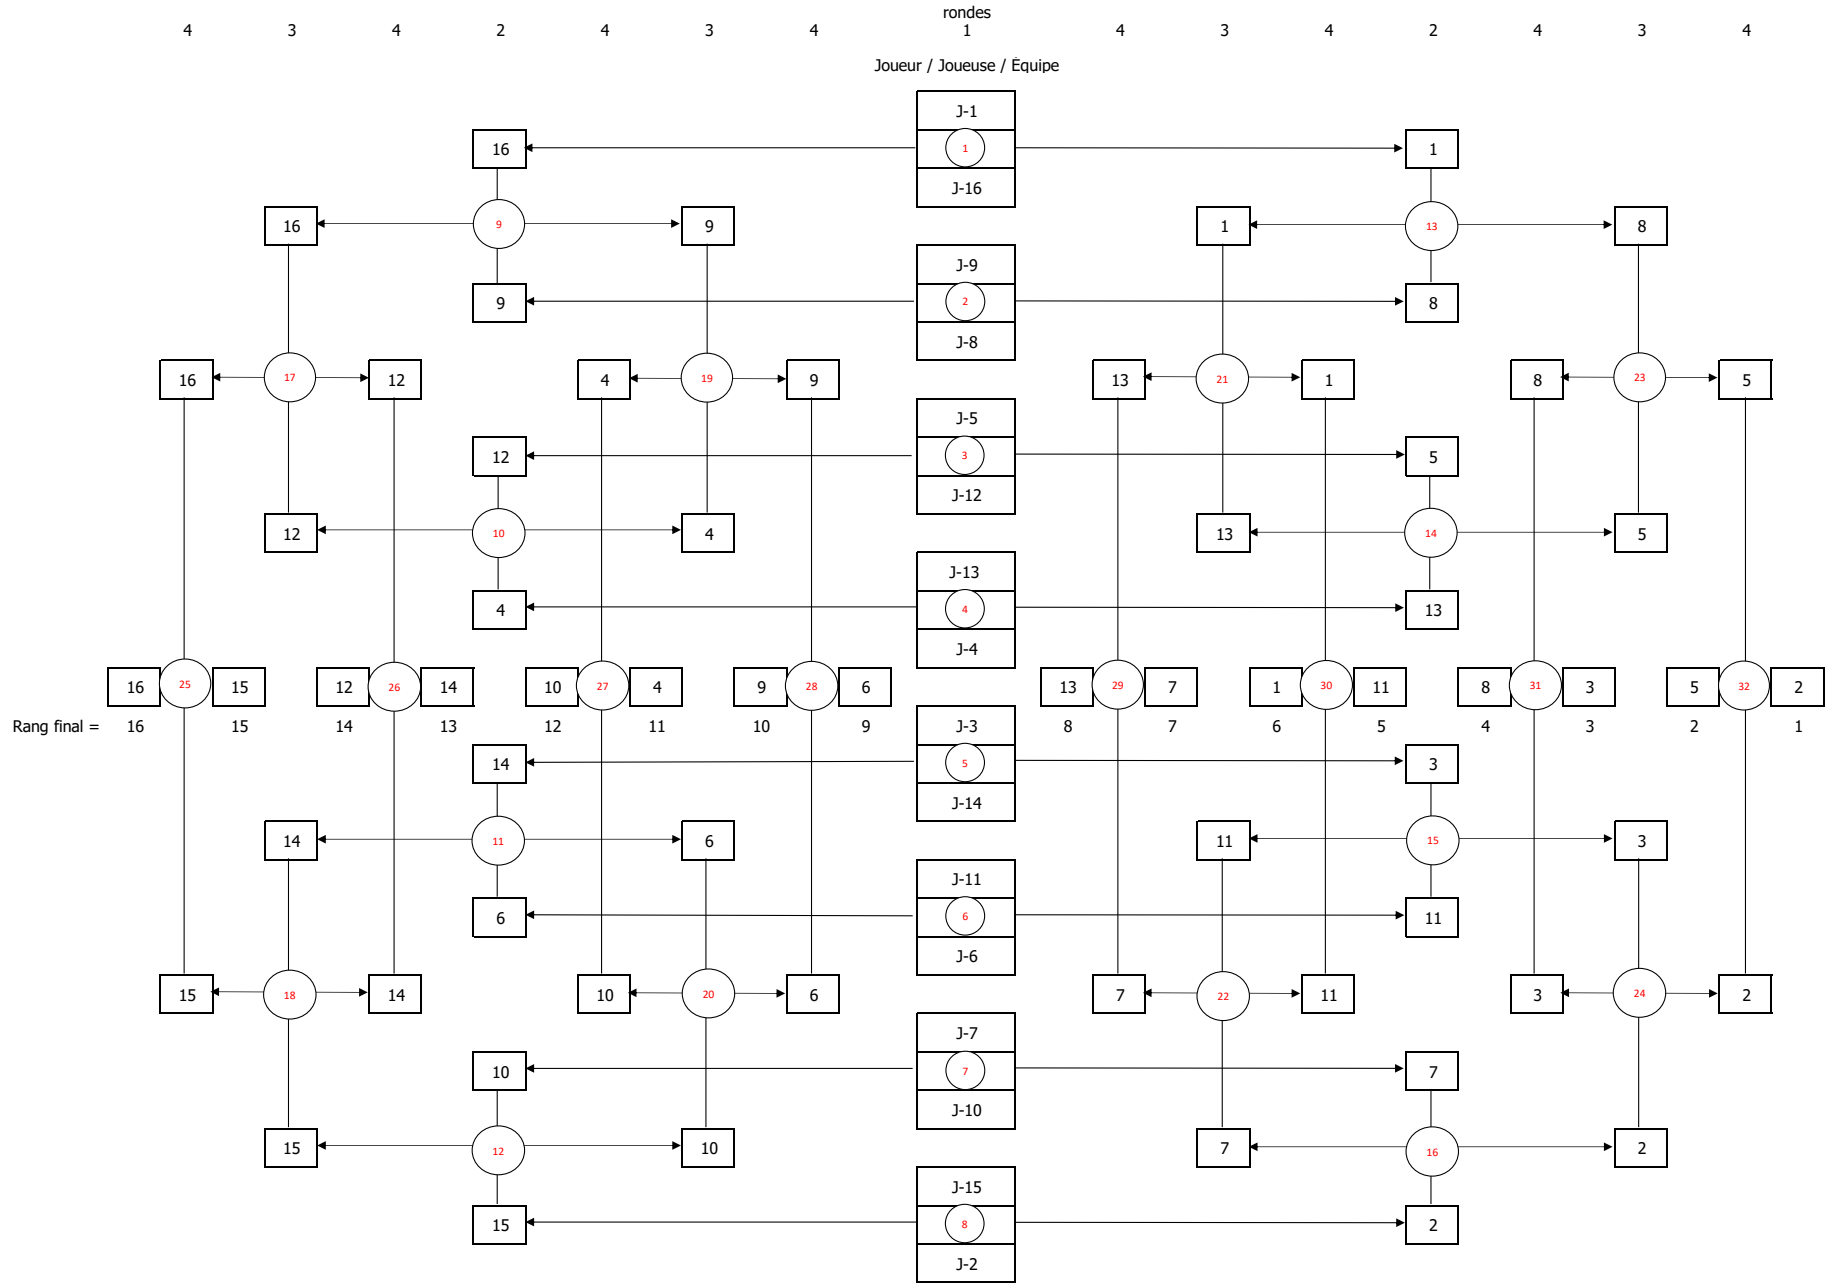 rondes
4 3 4 2 4 3 4 1 4 3 4 2 4 3 4
Joueur / Joueuse / Équipe
J-1
16 1 1
J-16
16 9 9 1 13 8
J-9
9 2 8
J-8
16 17 12 4 19 9 13 21 1 8 23 5
J-5
12 3 5
J-12
12 10 4 13 14 5
J-13
4 4 13
J-4
16 25 15 12 26 14 10 27 4 9 28 6 13 29 7 1 30 11 8 31 3 5 32 2
Rang final = 16 15 14 13 12 11 10 9 J-3 8 7 6 5 4 3 2 1
14 5 3
J-14
14 11 6 11 15 3
J-11
6 6 11
J-6
15 18 14 10 20 6 7 22 11 3 24 2
J-7
10 7 7
J-10
15 12 10 7 16 2
J-15
15 8 2
J-2